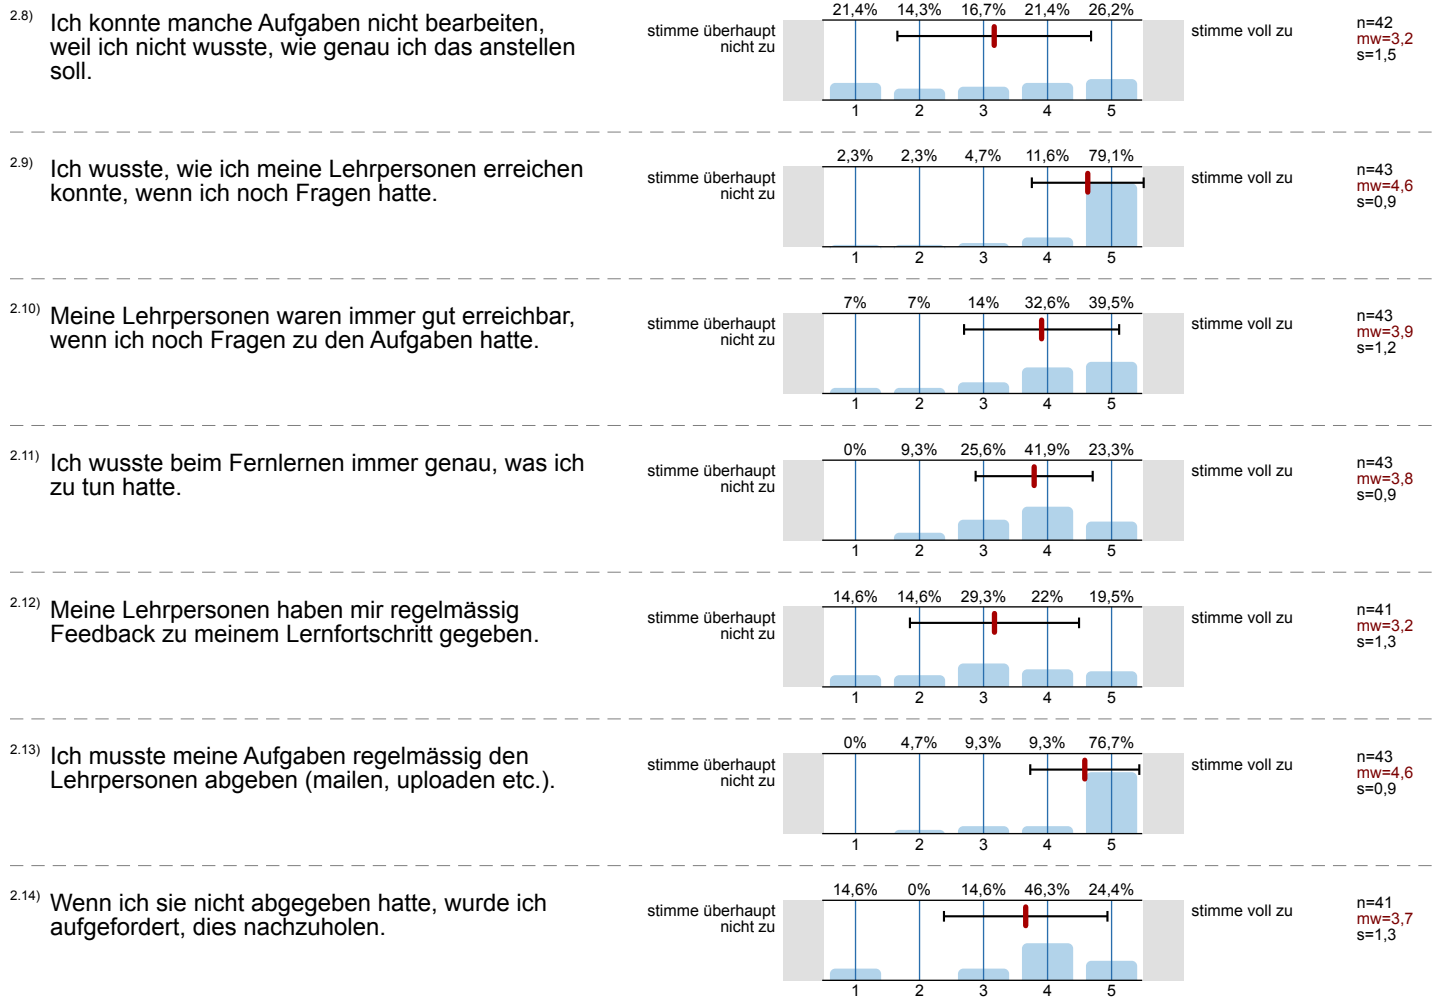 2.8) Ich konnte manche Aufgaben nicht bearbeiten,
weil ich nicht wusste, wie genau ich das anstellen
soll.
stimme überhaupt
nicht zu
21,4% 14,3% 16,7% 21,4% 26,2%
1 2 3 4 5
stimme voll zu
n=42
mw=3,2
s=1,5
2.9) Ich wusste, wie ich meine Lehrpersonen erreichen
konnte, wenn ich noch Fragen hatte.
stimme überhaupt
nicht zu
2,3% 2,3% 4,7% 11,6% 79,1%
1 2 3 4 5
stimme voll zu
n=43
mw=4,6
s=0,9
2.10) Meine Lehrpersonen waren immer gut erreichbar,
wenn ich noch Fragen zu den Aufgaben hatte.
stimme überhaupt
nicht zu
7% 7% 14% 32,6% 39,5%
1 2 3 4 5
stimme voll zu
n=43
mw=3,9
s=1,2
2.11) Ich wusste beim Fernlernen immer genau, was ich
zu tun hatte.
stimme überhaupt
nicht zu
0% 9,3% 25,6% 41,9% 23,3%
1 2 3 4 5
stimme voll zu
n=43
mw=3,8
s=0,9
2.12) Meine Lehrpersonen haben mir regelmässig
Feedback zu meinem Lernfortschritt gegeben.
stimme überhaupt
nicht zu
14,6% 14,6% 29,3% 22% 19,5%
1 2 3 4 5
stimme voll zu
n=41
mw=3,2
s=1,3
2.13) Ich musste meine Aufgaben regelmässig den
Lehrpersonen abgeben (mailen, uploaden etc.).
stimme überhaupt
nicht zu
0% 4,7% 9,3% 9,3% 76,7%
1 2 3 4 5
stimme voll zu
n=43
mw=4,6
s=0,9
2.14) Wenn ich sie nicht abgegeben hatte, wurde ich
aufgefordert, dies nachzuholen.
stimme überhaupt
nicht zu
14,6% 0% 14,6% 46,3% 24,4%
1 2 3 4 5
stimme voll zu
n=41
mw=3,7
s=1,3